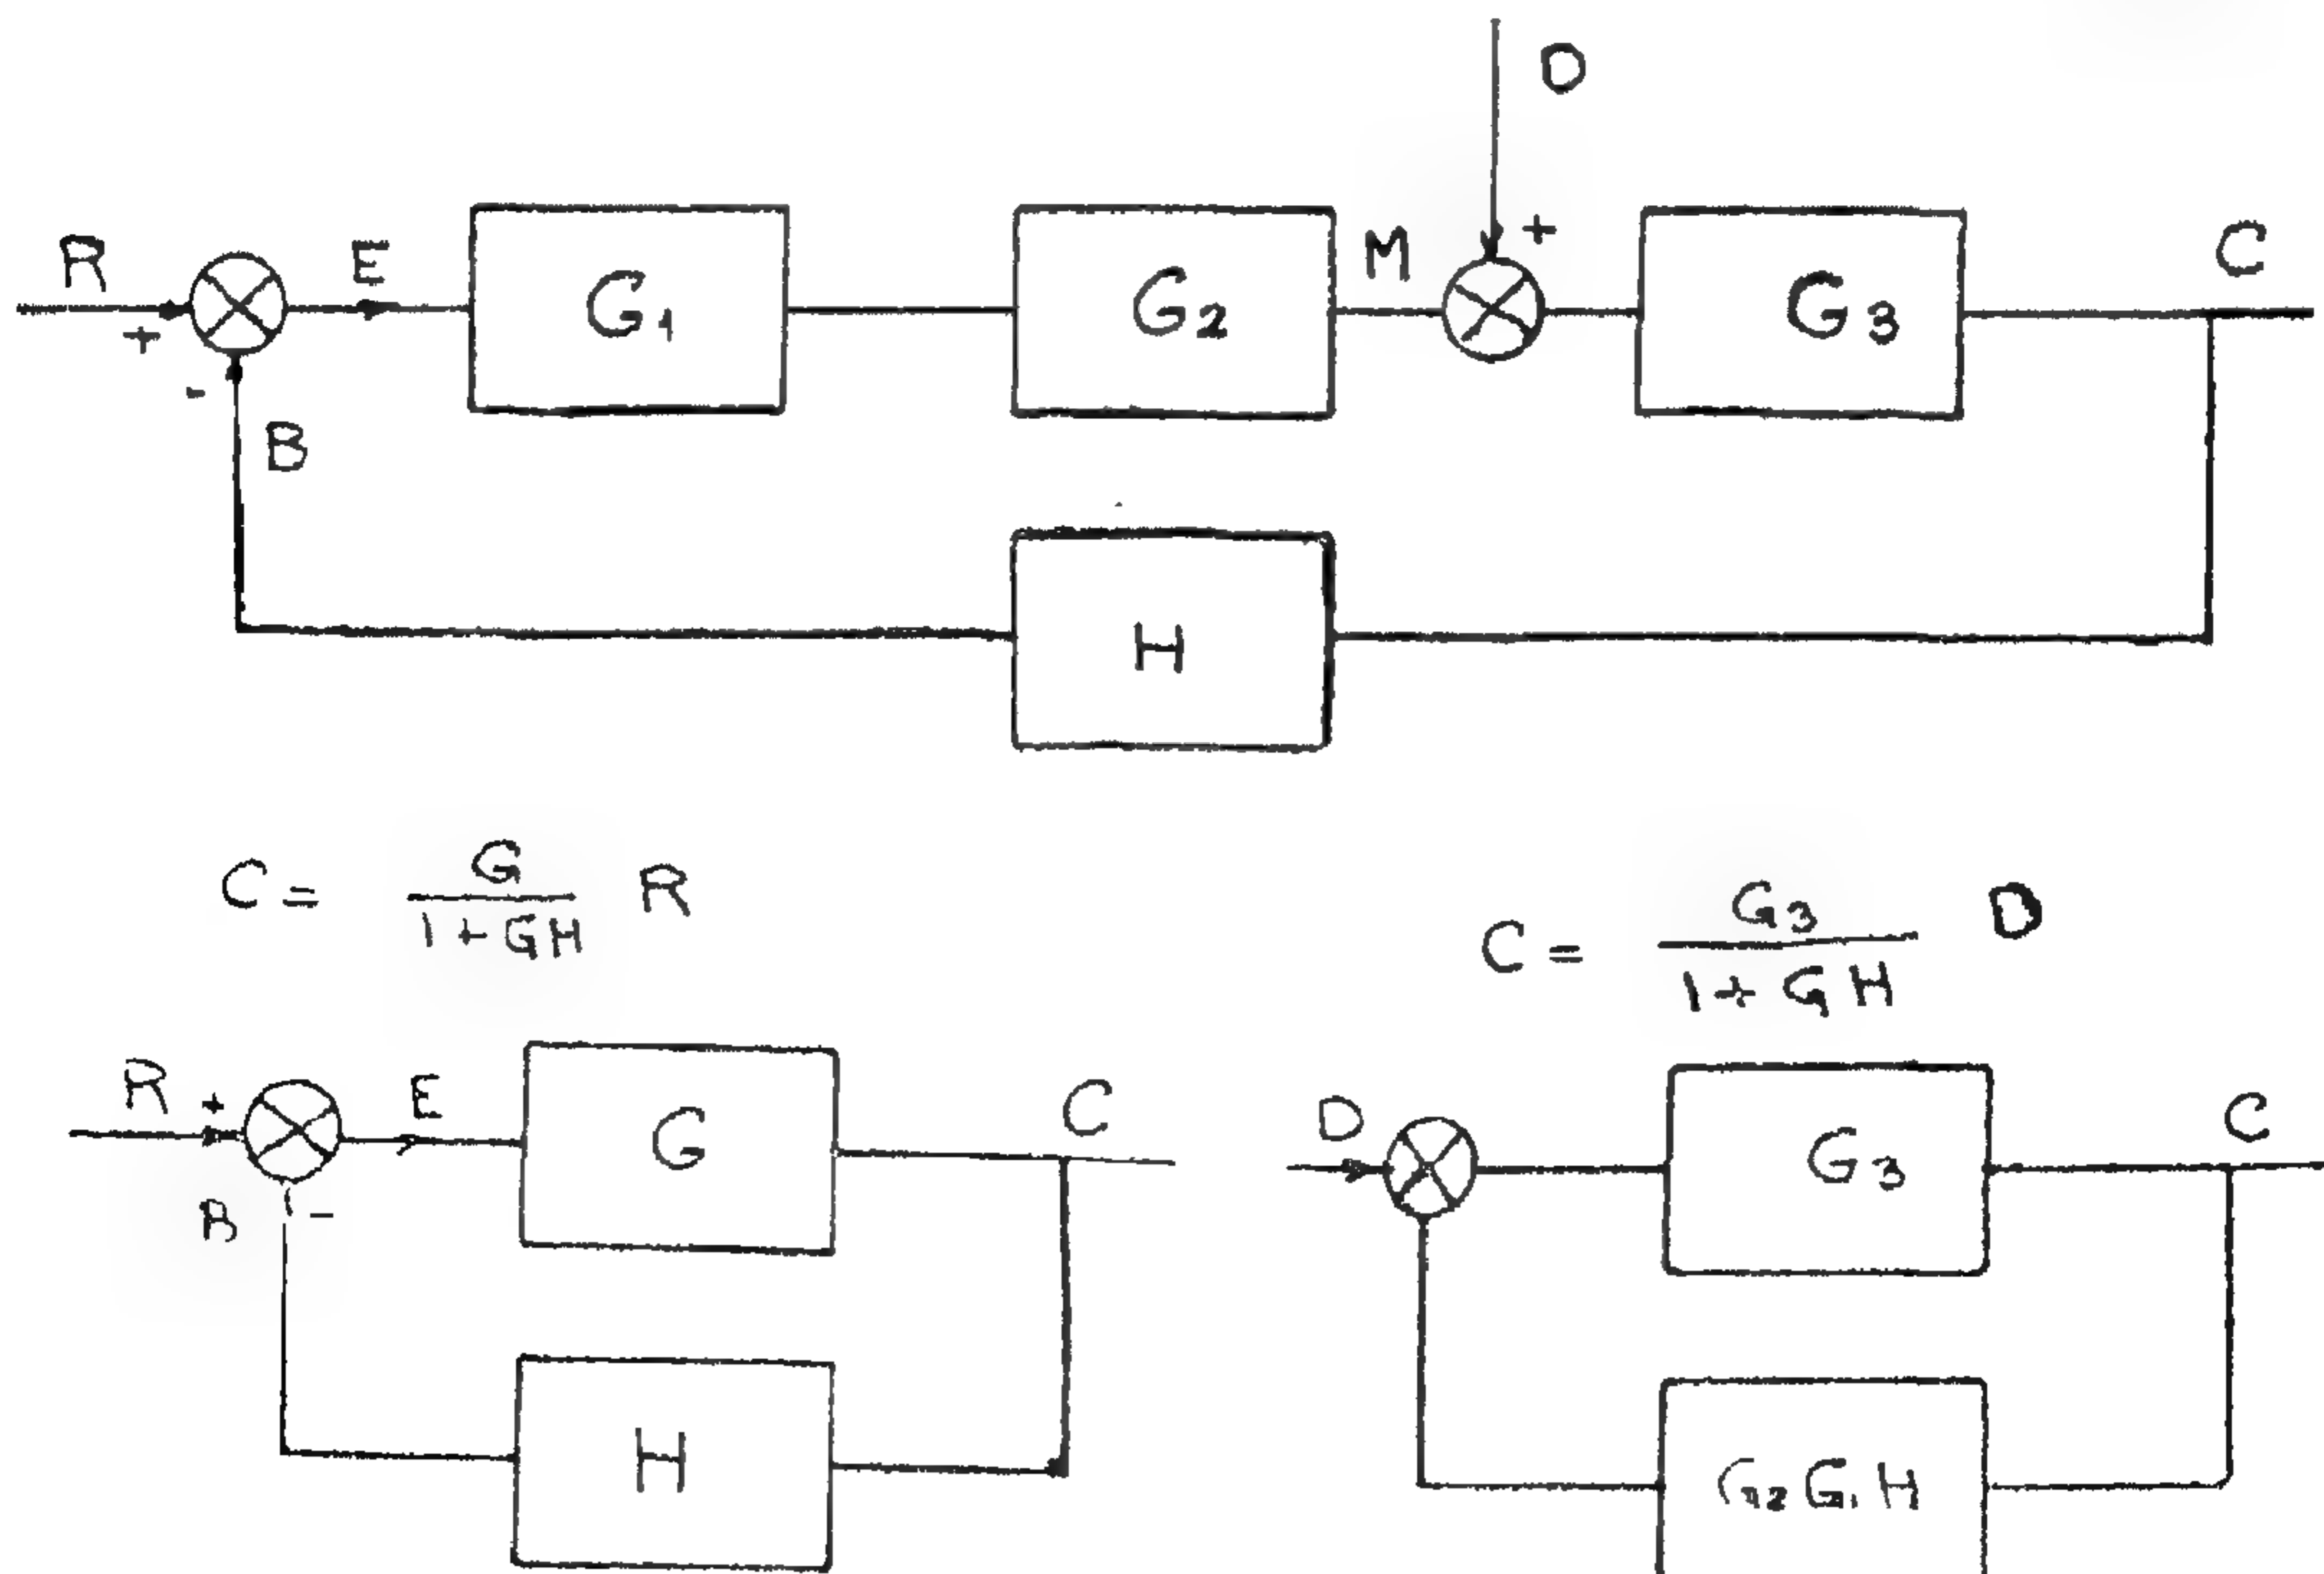 D
R
+
E
G1
G2
M
+
G3
C
-
B
H
C = G / 1 + GH R
C = G3 / 1 + GH D
R +
E
G
C
B -
H
D
G3
C
G2 G1 H